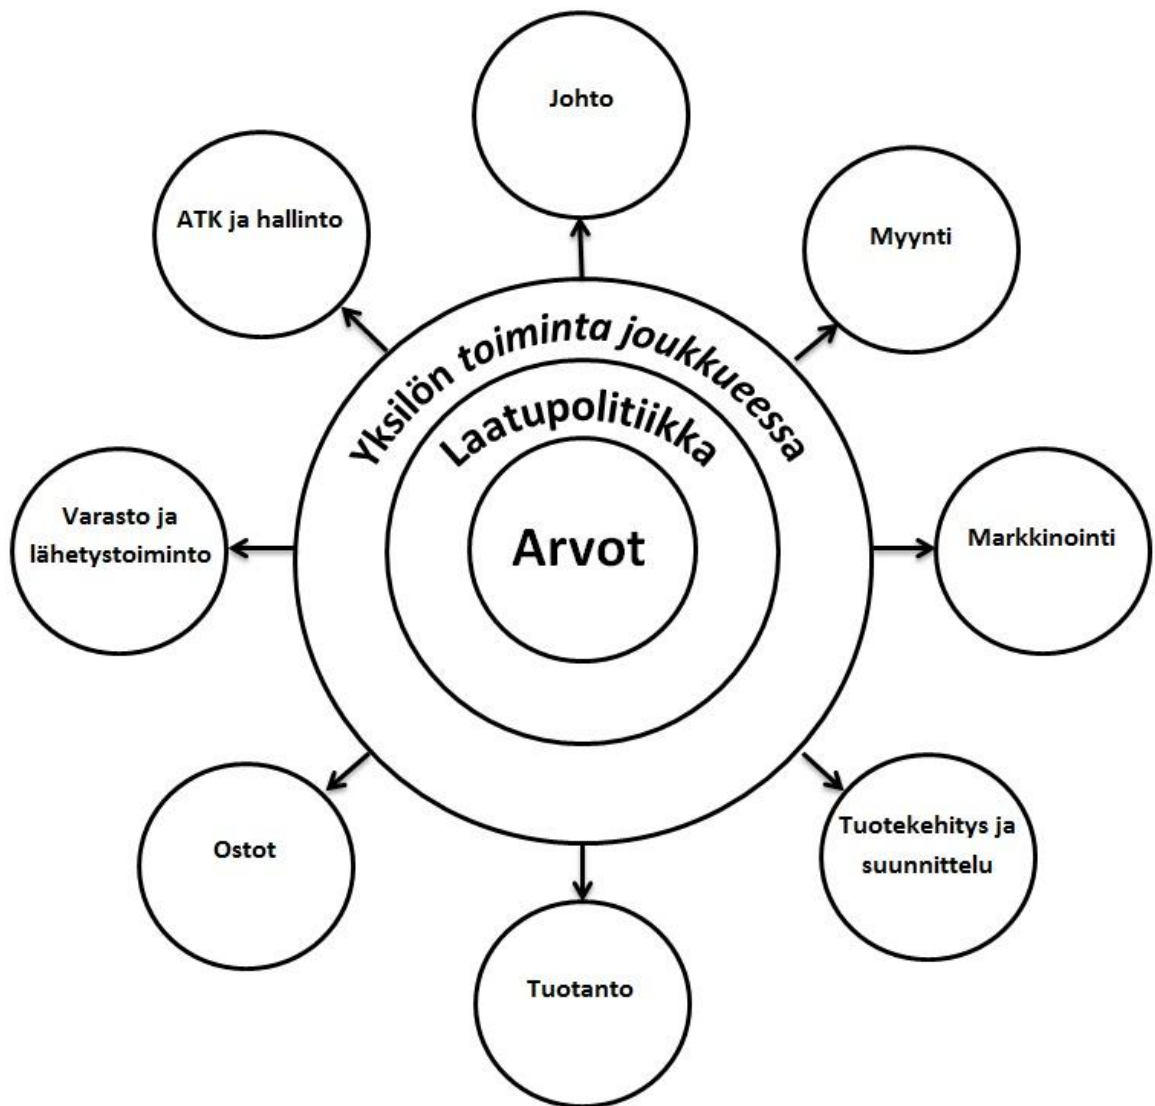 Johto
ATK ja hallinto
Myynti
Yksilön toiminta joukkueessa
Laatupolitiikka
Arvot
Varasto ja
lähetystoiminto
Markkinointi
Ostot
Tuotekehitys ja
suunnittelu
Tuotanto